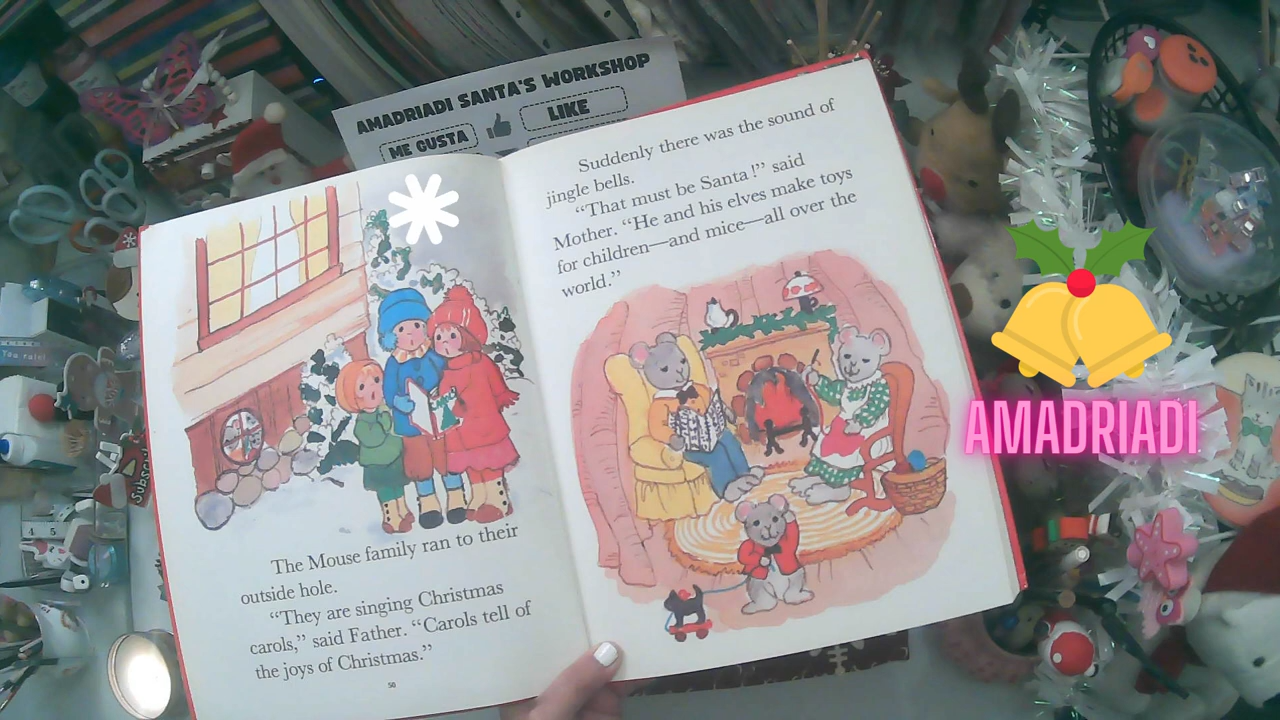 AMADRIADI SANTA'S WORKSHOP
ME GUSTA
LIKE
The Mouse family ran to their
outside hole.
"They are singing Christmas
carols," said Father. "Carols tell of
the joys of Christmas."
50
Suddenly there was the sound of
jingle bells.
"That must be Santa!" said
Mother. "He and his elves make toys
for children—and mice—all over the
world."
AMADRIADI